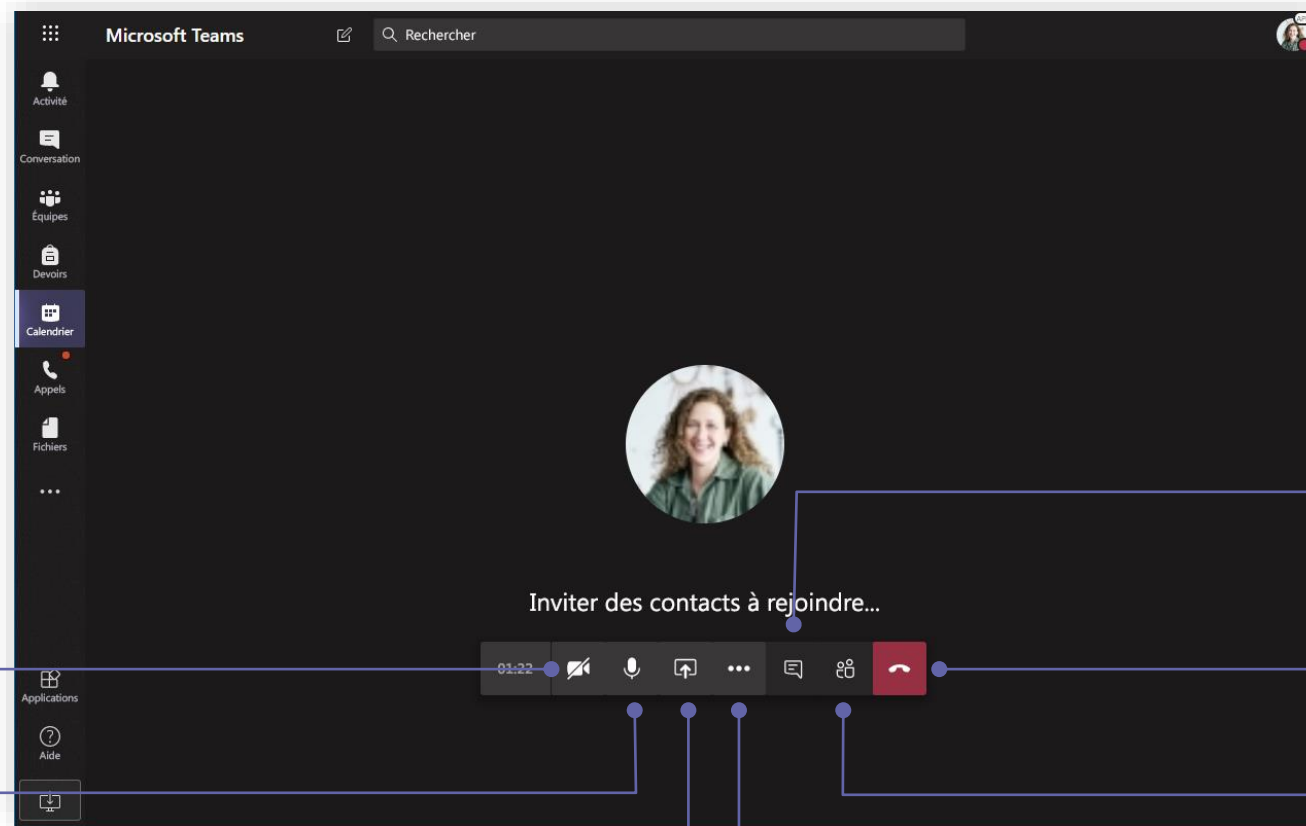 Microsoft Teams
Rechercher
Activité
Conversation
Équipes
Devoirs
Calendrier
Appels
Fichiers
Inviter des contacts à rejoindre...
01:22
Applications
Aide